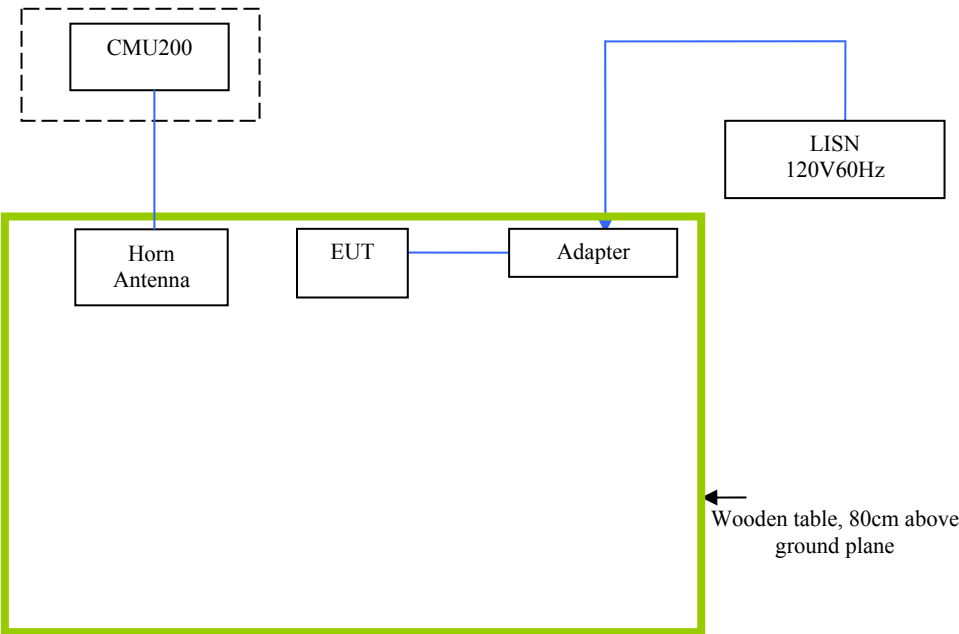 CMU200
LISN
120V60Hz
Horn
Antenna
EUT
Adapter
Wooden table, 80cm above
ground plane